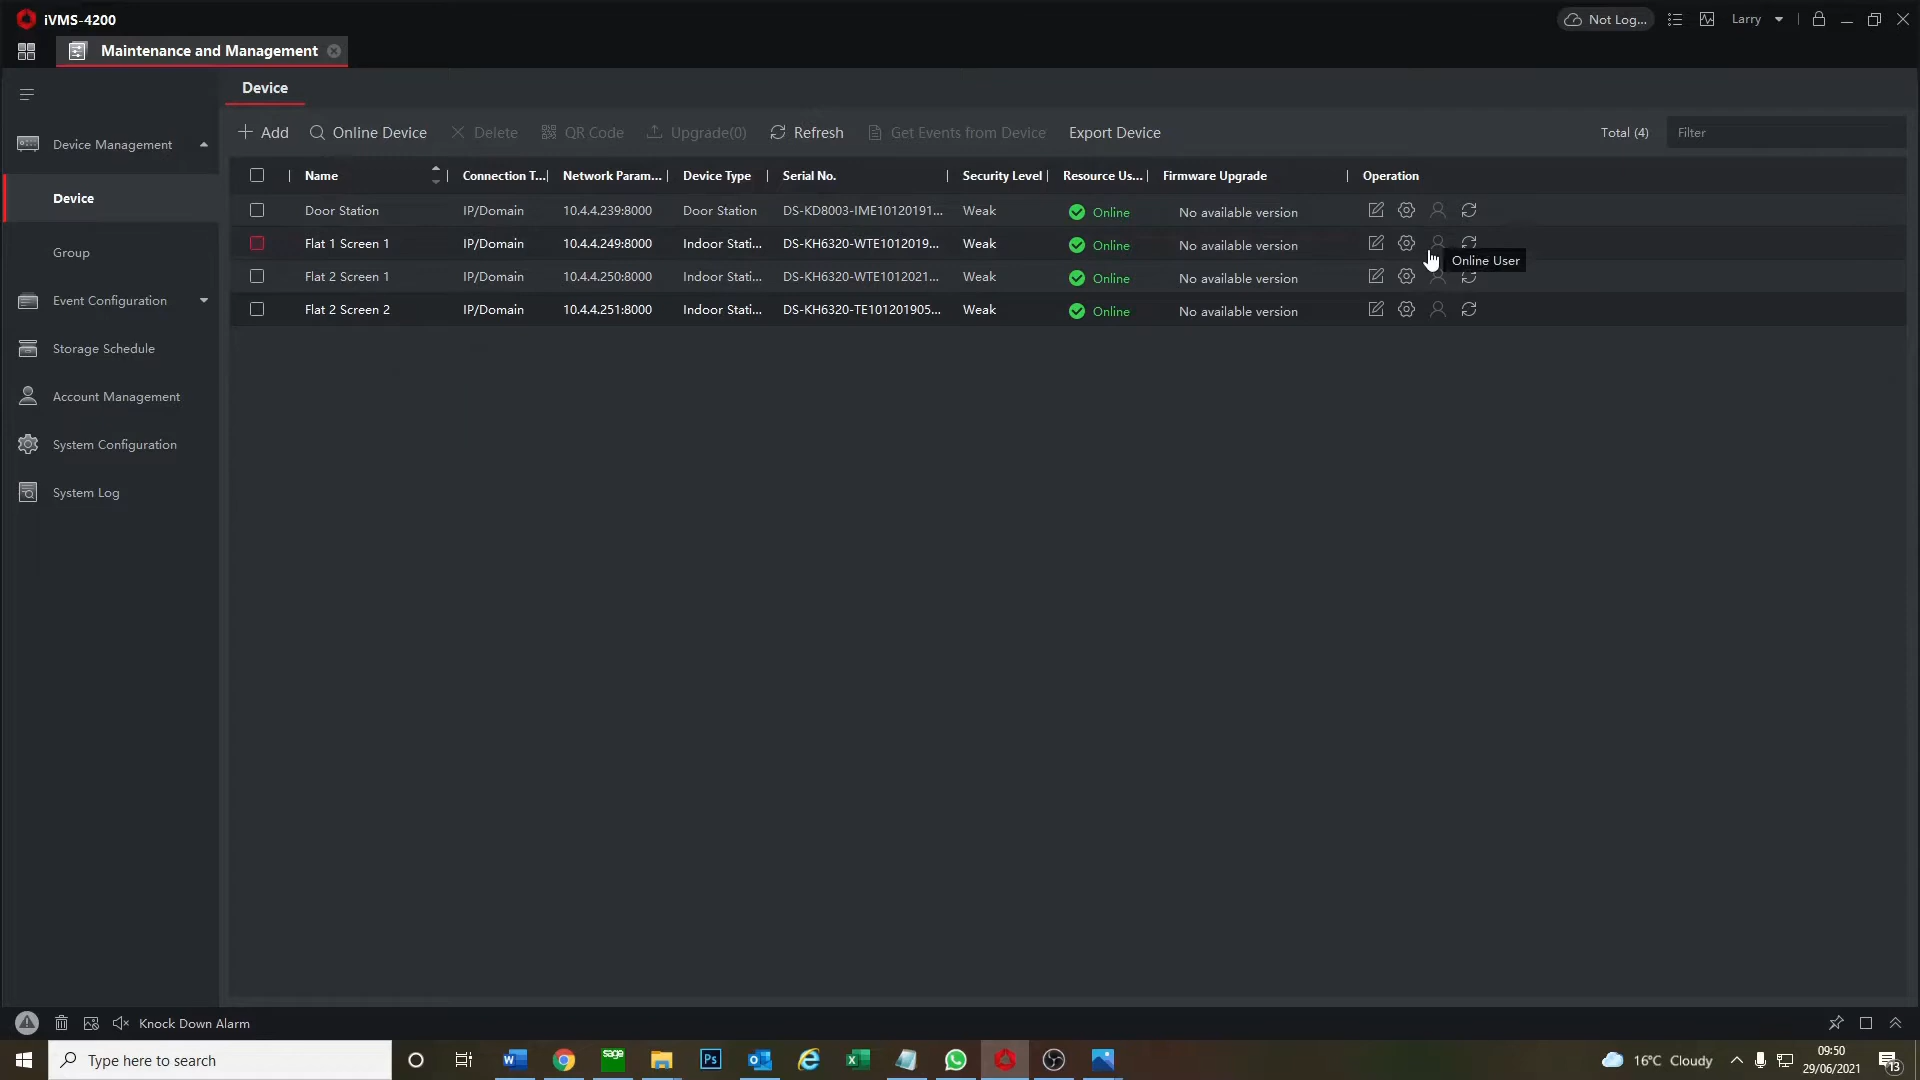 iVMS-4200
Not Log...
Larry
Maintenance and Management
Device
Add
Online Device
Delete
QR Code
Upgrade(0)
Refresh
Get Events from Device
Export Device
Total (4)
Filter
Device Management
Device
Group
Event Configuration
Storage Schedule
Account Management
System Configuration
System Log
Name Connection T... Network Param... Device Type Serial No. Security Level Resource Us... Firmware Upgrade Operation
Door Station IP/Domain 10.4.4.239:8000 Door Station DS-KD8003-IME10120191... Weak Online No available version
Flat 1 Screen 1 IP/Domain 10.4.4.249:8000 Indoor Stati... DS-KH6320-WTE1012019... Weak Online No available version
Online User
Flat 2 Screen 1 IP/Domain 10.4.4.250:8000 Indoor Stati... DS-KH6320-WTE1012021... Weak Online No available version
Flat 2 Screen 2 IP/Domain 10.4.4.251:8000 Indoor Stati... DS-KH6320-TE101201905... Weak Online No available version
Knock Down Alarm
Type here to search
sage
Ps
16°C Cloudy
09:50
29/06/2021
13